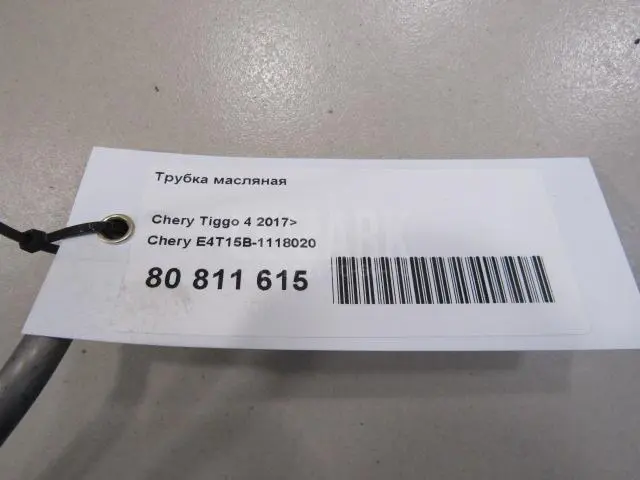 Трубка масляная
Chery Tiggo 4 2017>
Chery E4T15B-1118020
80 811 615